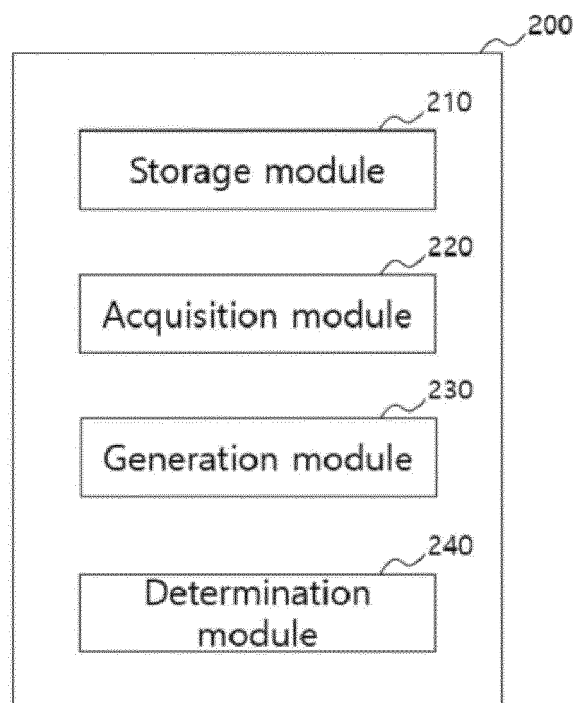 200
210
Storage module
220
Acquisition module
230
Generation module
240
Determination
module